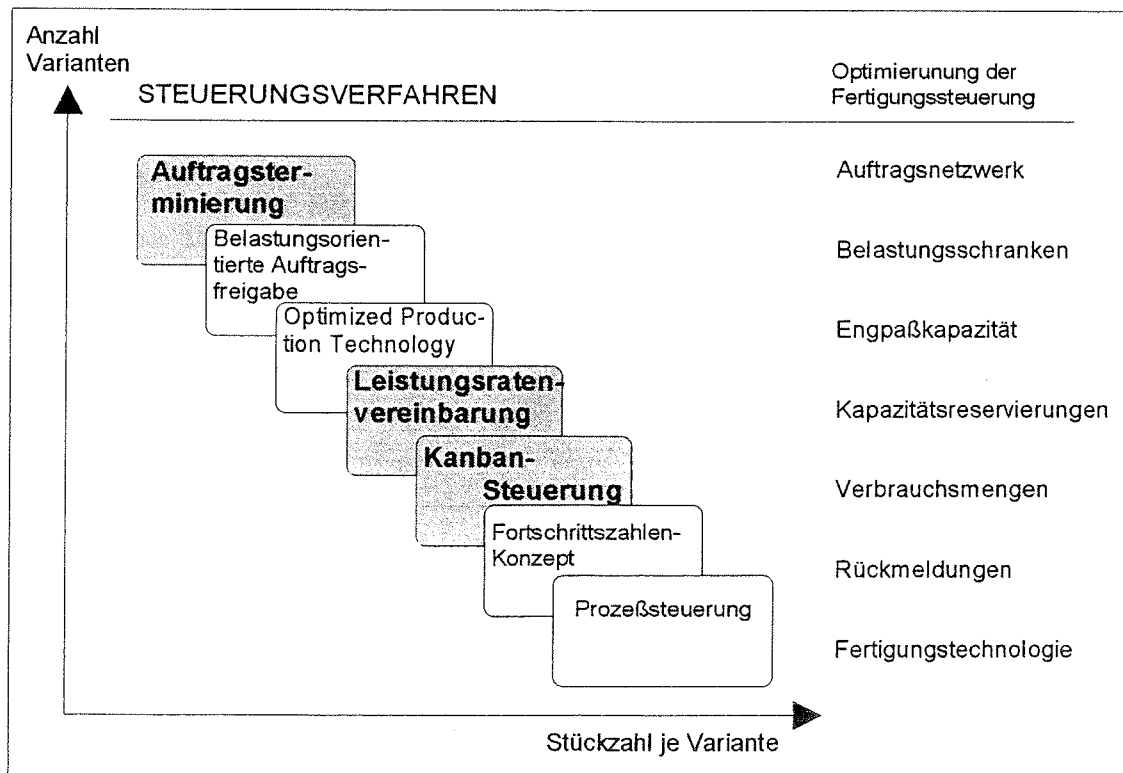 Anzahl
Varianten
STEUERUNGSVERFAHREN
Optimierunung der
Fertigungssteuerung
Auftragster-
minierung
Auftragsnetzwerk
Belastungsorien-
tierte Auftrags-
freigabe
Belastungsschranken
Optimized Produc-
tion Technology
Engpaßkapazität
Leistungsraten-
vereinbarung
Kapazitätsreservierungen
Kanban-
Steuerung
Verbrauchsmengen
Fortschrittszahlen-
Konzept
Rückmeldungen
Prozeßsteuerung
Fertigungstechnologie
Stückzahl je Variante